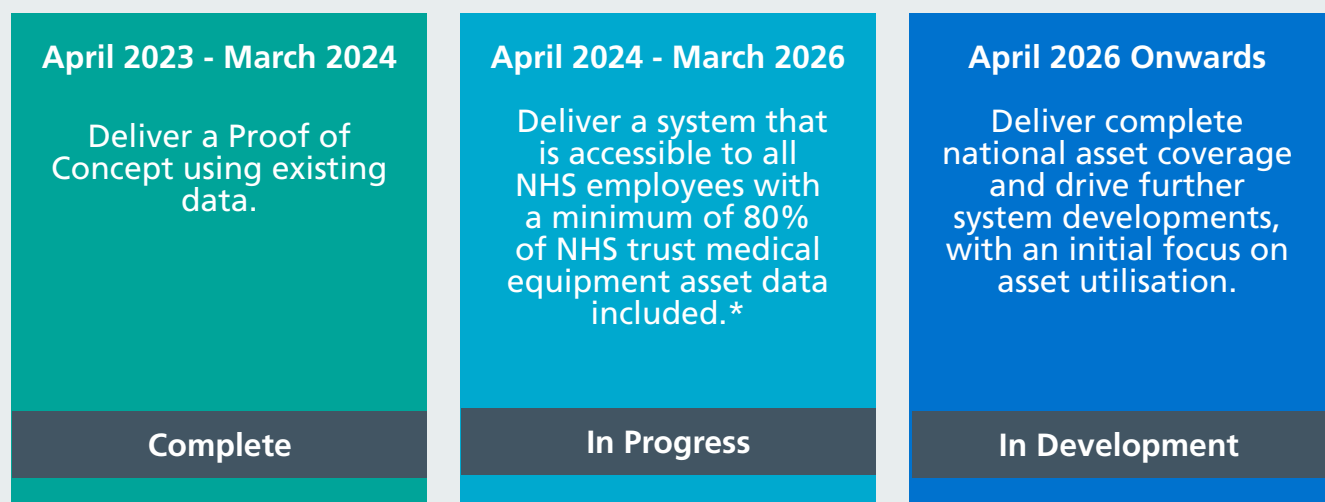 April 2023 - March 2024
Deliver a Proof of
Concept using existing
data.
Complete
April 2024 - March 2026
Deliver a system that
is accessible to all
NHS employees with
a minimum of 80%
of NHS trust medical
equipment asset data
included.*
In Progress
April 2026 Onwards
Deliver complete
national asset coverage
and drive further
system developments,
with an initial focus on
asset utilisation.
In Development